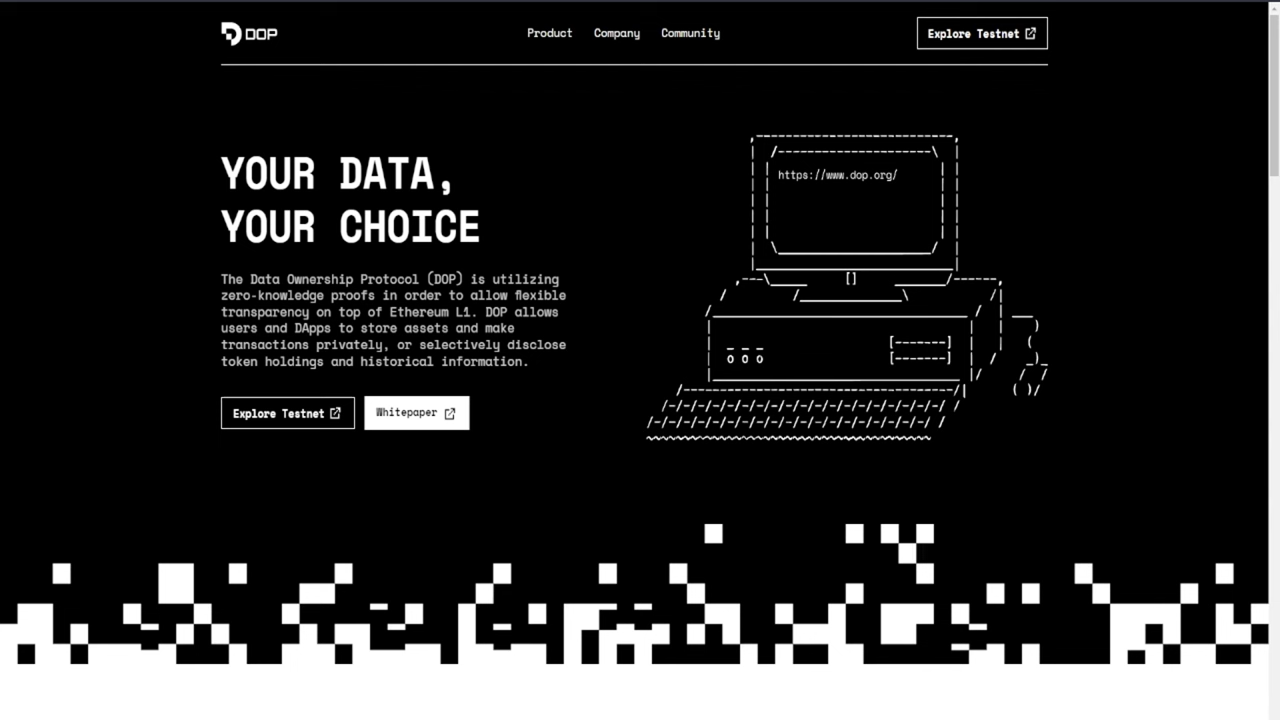 DOP
Product
Company
Community
Explore Testnet
YOUR DATA,
YOUR CHOICE
https://www.dop.org/
The Data Ownership Protocol (DOP) is utilizing
zero-knowledge proofs in order to allow flexible
transparency on top of Ethereum L1. DOP allows
users and DApps to store assets and make
transactions privately, or selectively disclose
token holdings and historical information.
Explore Testnet
Whitepaper